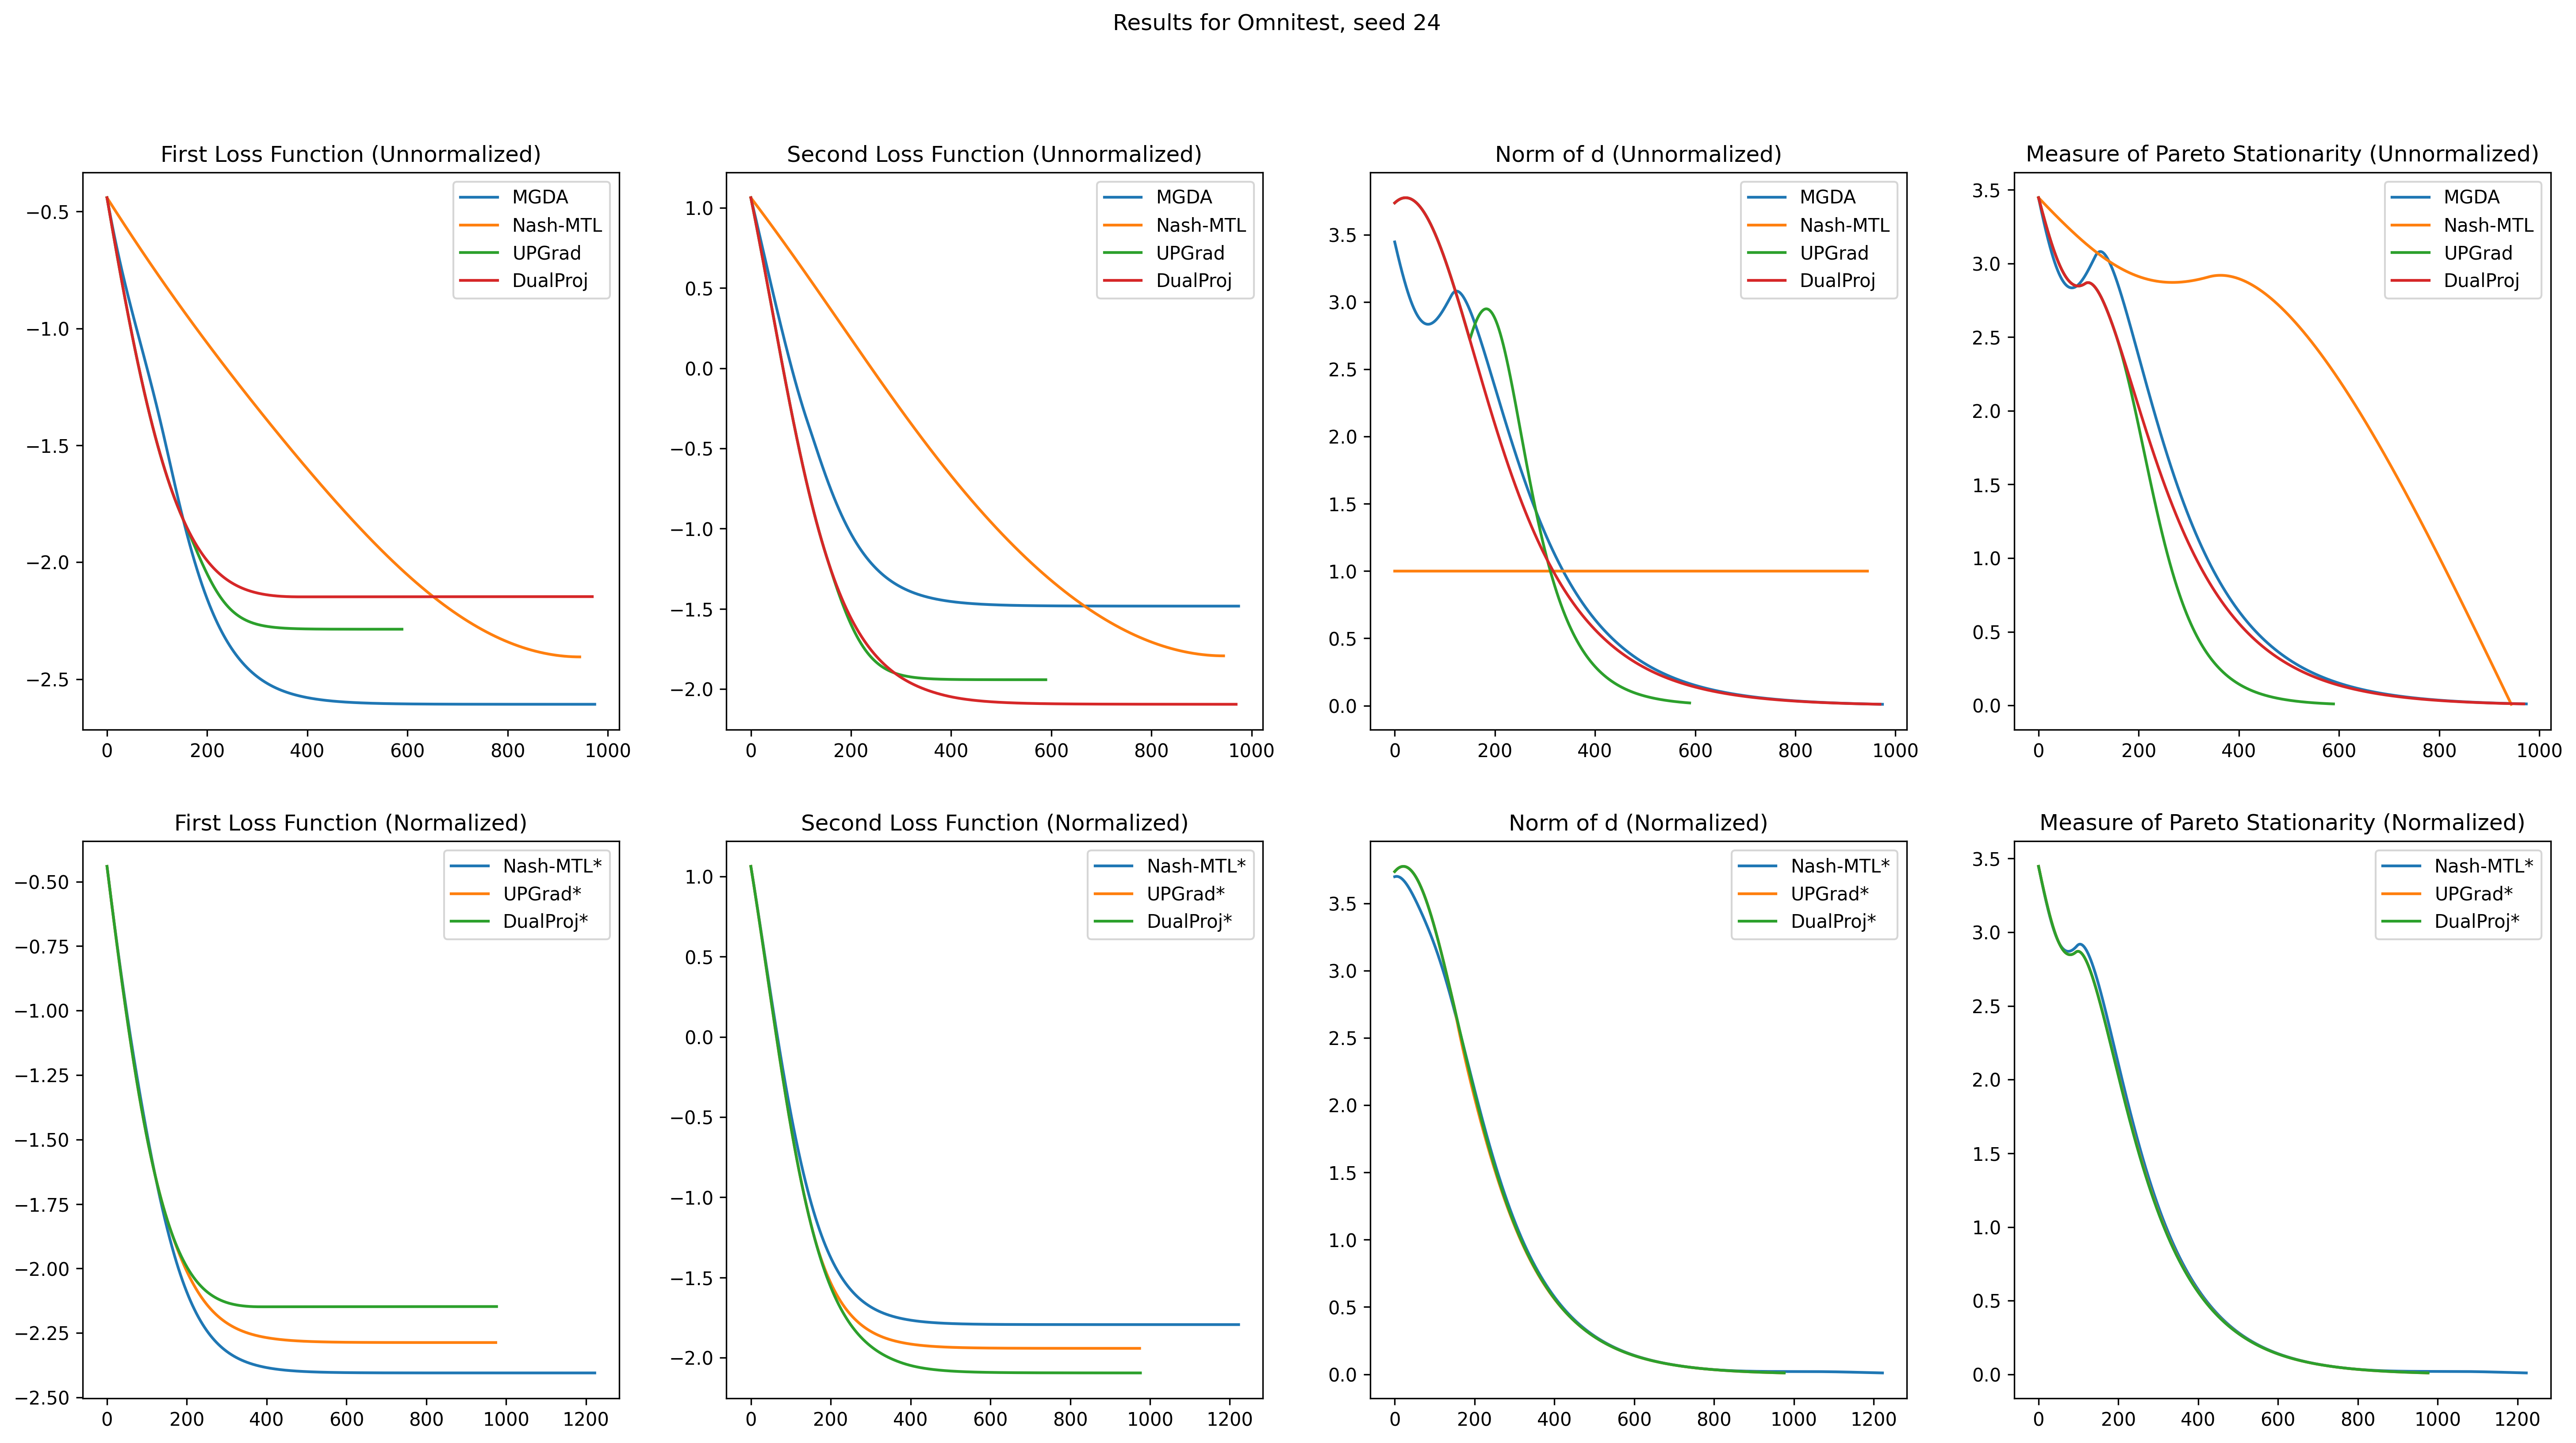 Results for Omnitest, seed 24
First Loss Function (Unnormalized)
−0.5
−1.0
−1.5
−2.0
−2.5
0 200 400 600 800 1000
MGDA
Nash-MTL
UPGrad
DualProj
Second Loss Function (Unnormalized)
1.0
0.5
0.0
−0.5
−1.0
−1.5
−2.0
0 200 400 600 800 1000
MGDA
Nash-MTL
UPGrad
DualProj
Norm of d (Unnormalized)
3.5
3.0
2.5
2.0
1.5
1.0
0.5
0.0
0 200 400 600 800 1000
MGDA
Nash-MTL
UPGrad
DualProj
Measure of Pareto Stationarity (Unnormalized)
3.5
3.0
2.5
2.0
1.5
1.0
0.5
0.0
0 200 400 600 800 1000
MGDA
Nash-MTL
UPGrad
DualProj
First Loss Function (Normalized)
−0.50
−0.75
−1.00
−1.25
−1.50
−1.75
−2.00
−2.25
−2.50
0 200 400 600 800 1000 1200
Nash-MTL*
UPGrad*
DualProj*
Second Loss Function (Normalized)
1.0
0.5
0.0
−0.5
−1.0
−1.5
−2.0
0 200 400 600 800 1000 1200
Nash-MTL*
UPGrad*
DualProj*
Norm of d (Normalized)
3.5
3.0
2.5
2.0
1.5
1.0
0.5
0.0
0 200 400 600 800 1000 1200
Nash-MTL*
UPGrad*
DualProj*
Measure of Pareto Stationarity (Normalized)
3.5
3.0
2.5
2.0
1.5
1.0
0.5
0.0
0 200 400 600 800 1000 1200
Nash-MTL*
UPGrad*
DualProj*